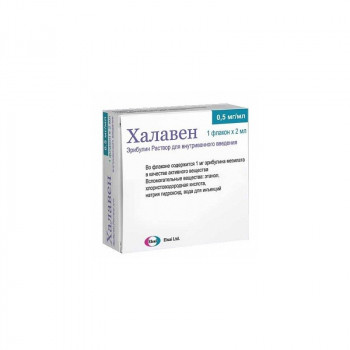 0,5 мг/мл
Халавен
1 флакон х 2 мл
Эрибулин Раствор для внутривенного введения
Во флаконе содержится 1 мг эрибулина мезилата
в качестве активного вещества
Вспомогательные вещества: этанол,
хлористоводородная кислота,
натрия гидроксид, вода для инъекций
Eisai
Eisai Ltd.